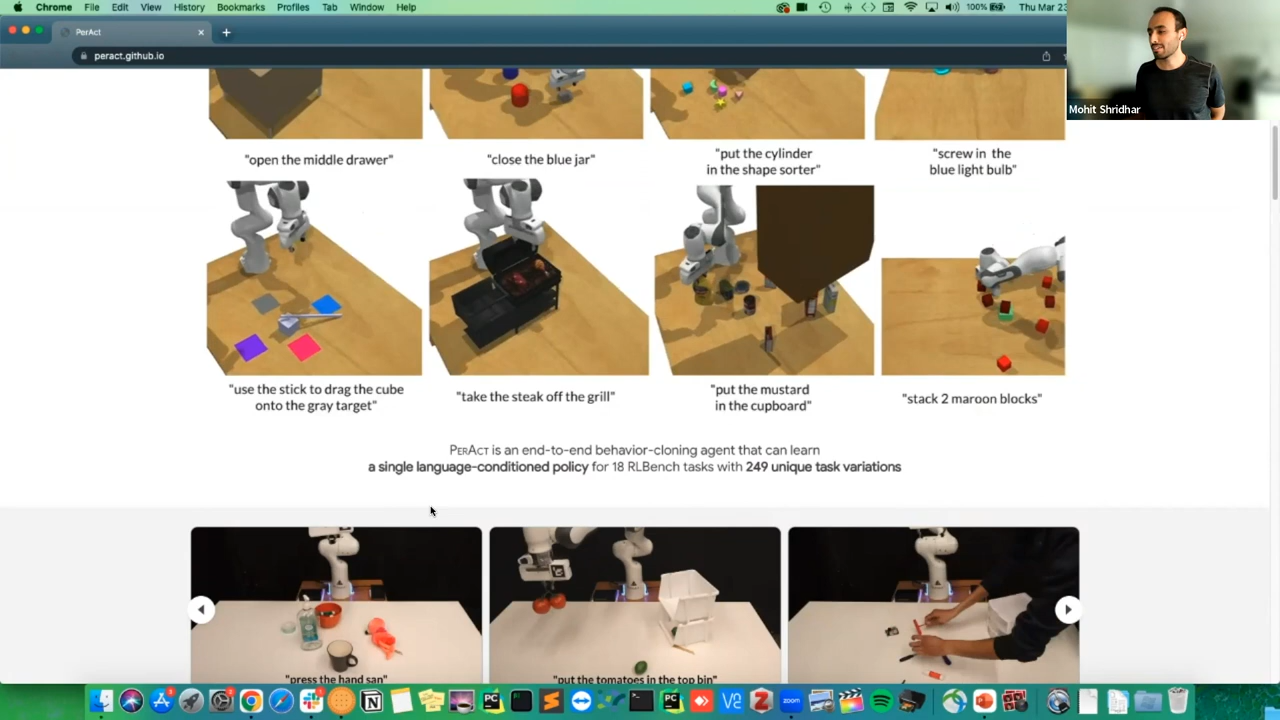 Chrome File Edit View History Bookmarks Profiles Tab Window Help
100%
Thu Mar 23
PerAct
peract.github.io
Mohit Shridhar
"open the middle drawer"
"close the blue jar"
"put the cylinder
in the shape sorter"
"screw in the
blue light bulb"
"use the stick to drag the cube
onto the gray target"
"take the steak off the grill"
"put the mustard
in the cupboard"
"stack 2 maroon blocks"
PERACT is an end-to-end behavior-cloning agent that can learn
a single language-conditioned policy for 18 RLBench tasks with 249 unique task variations
"press the hand san"
"put the tomatoes in the top bin"
zoom